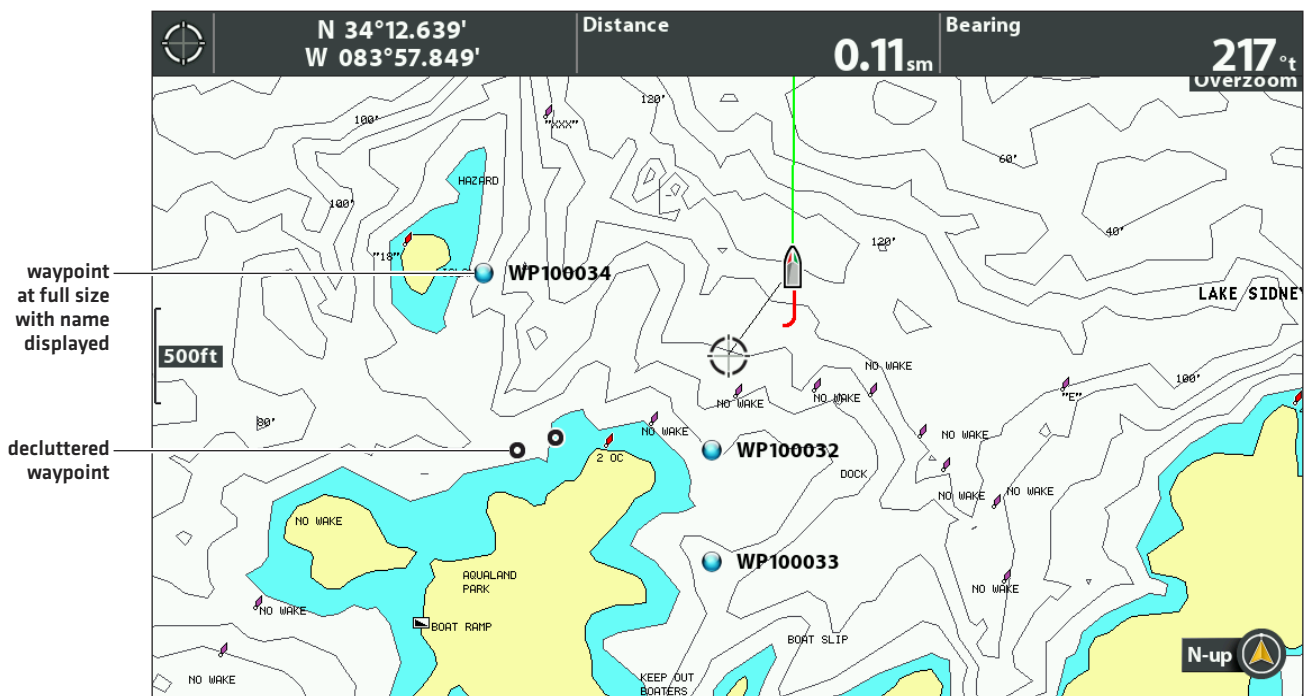 N 34°12.639'
W 083°57.849'
Distance
0.11 sm
Bearing
217 °t
Overzoom
120'
100'
"XXX"
60'
HAZARD
100'
40'
120'
"18"
waypoint
at full size
with name
displayed
WP100034
LAKE SIDNEY
500ft
NO WAKE
100'
NO WAKE
NO WAKE
"E"
80'
NO WAKE
NO WAKE
decluttered
waypoint
WP100032
2 OC
DOCK
NO WAKE
NO WAKE
NO WAKE
WP100033
AQUALAND
PARK
NO WAKE
NO WAKE
BOAT RAMP
BOAT SLIP
N-up
NO WAKE
KEEP OUT
BOATERS